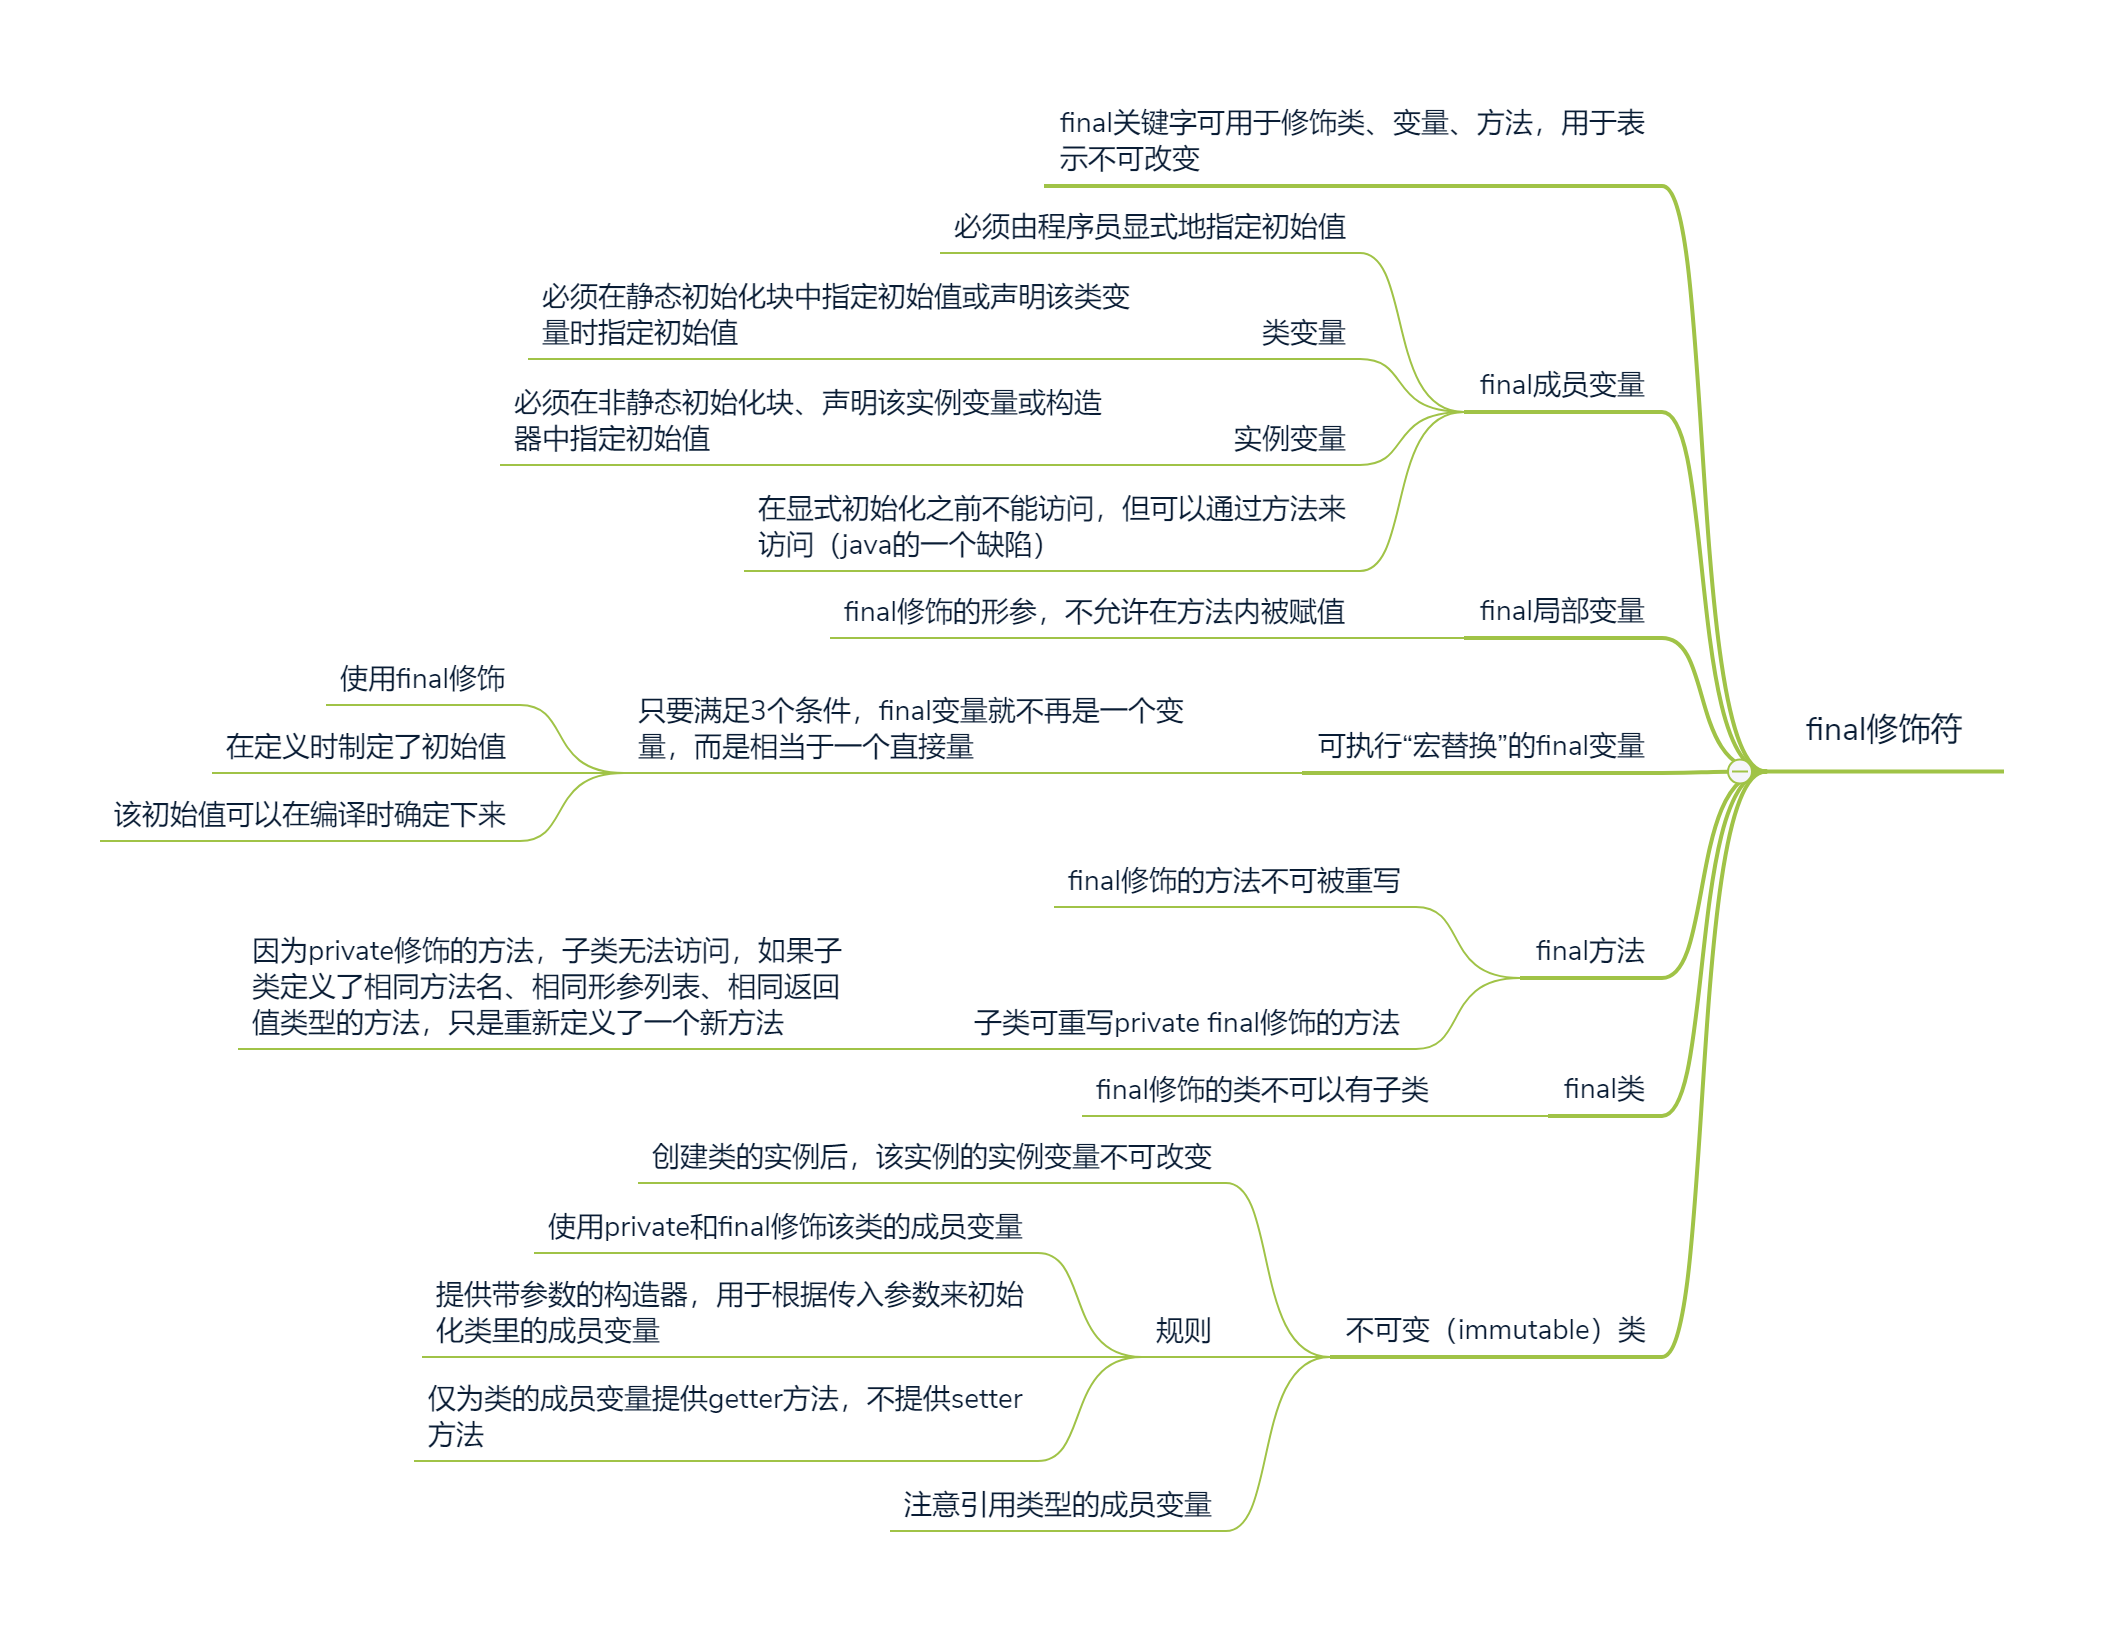 final关键字可用于修饰类、变量、方法，用于表
示不可改变
必须由程序员显式地指定初始值
必须在静态初始化块中指定初始值或声明该类变
量时指定初始值
类变量
final成员变量
必须在非静态初始化块、声明该实例变量或构造
器中指定初始值
实例变量
在显式初始化之前不能访问，但可以通过方法来
访问（java的一个缺陷）
final修饰的形参，不允许在方法内被赋值
final局部变量
使用final修饰
在定义时制定了初始值
该初始值可以在编译时确定下来
只要满足3个条件，final变量就不再是一个变
量，而是相当于一个直接量
可执行“宏替换”的final变量
final修饰符
final修饰的方法不可被重写
final方法
因为private修饰的方法，子类无法访问，如果子
类定义了相同方法名、相同形参列表、相同返回
值类型的方法，只是重新定义了一个新方法
子类可重写private final修饰的方法
final修饰的类不可以有子类
final类
创建类的实例后，该实例的实例变量不可改变
使用private和final修饰该类的成员变量
提供带参数的构造器，用于根据传入参数来初始
化类里的成员变量
规则
不可变（immutable）类
仅为类的成员变量提供getter方法，不提供setter
方法
注意引用类型的成员变量